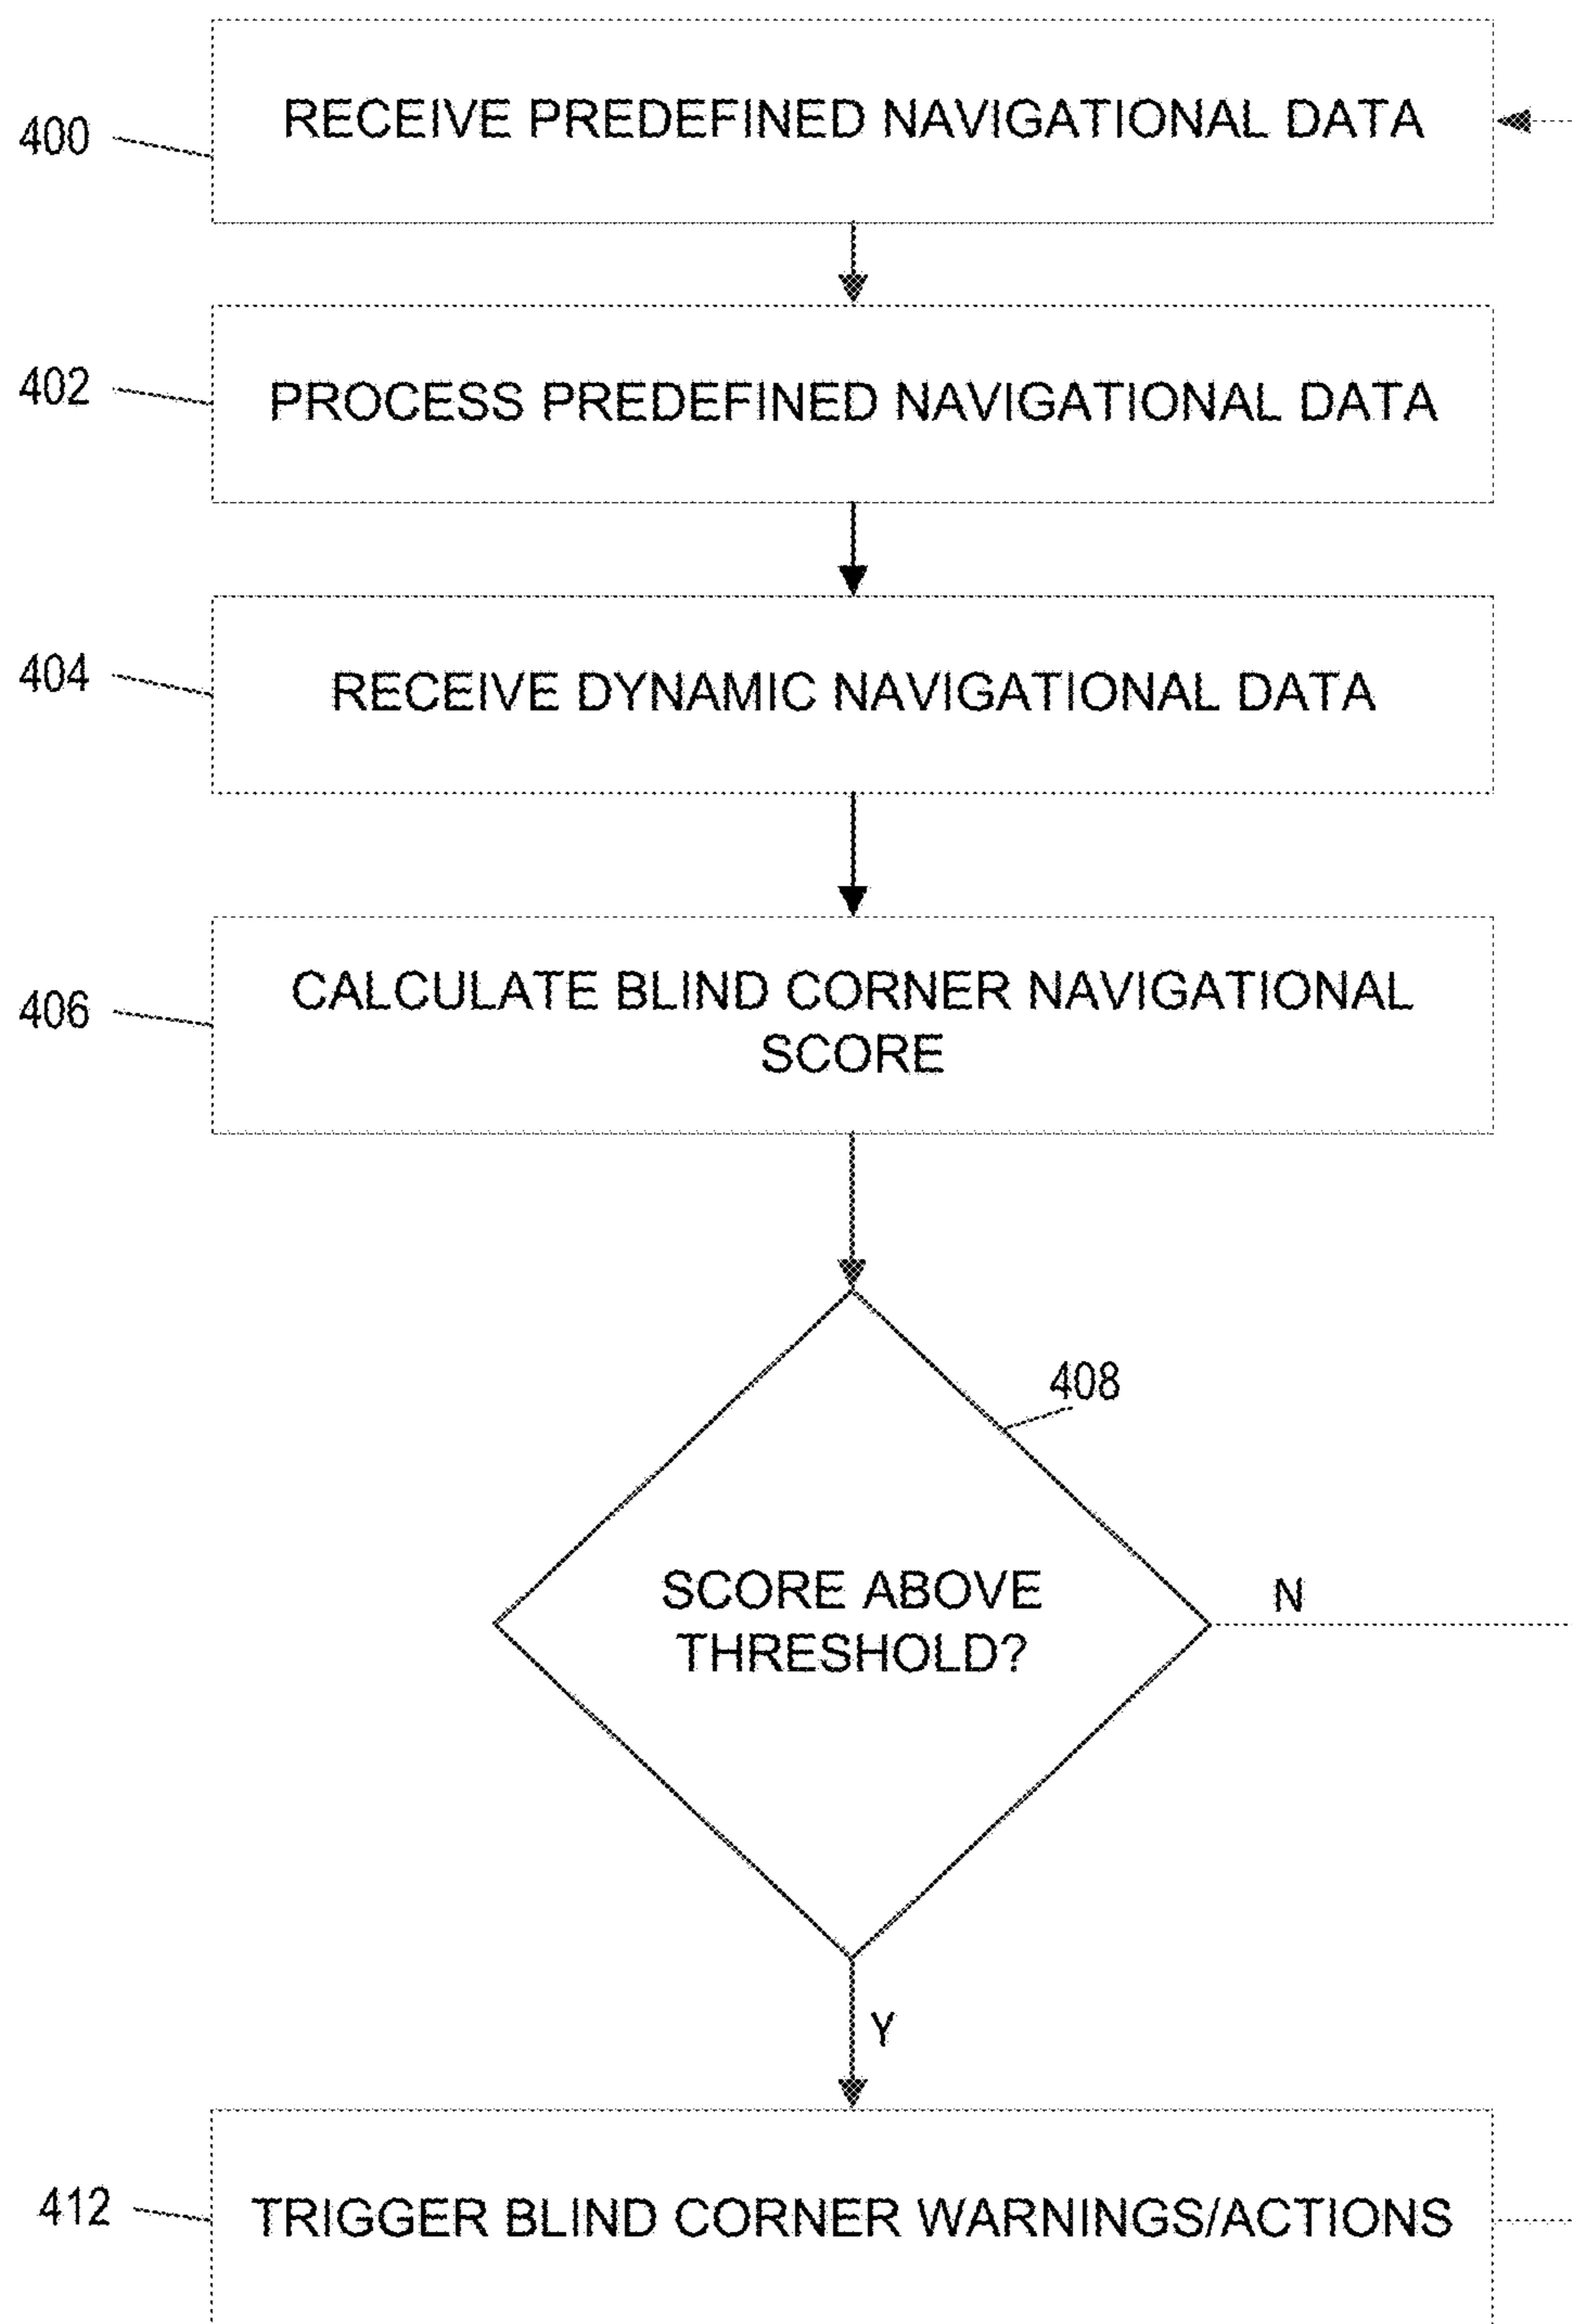 400
RECEIVE PREDEFINED NAVIGATIONAL DATA
402
PROCESS PREDEFINED NAVIGATIONAL DATA
404
RECEIVE DYNAMIC NAVIGATIONAL DATA
406
CALCULATE BLIND CORNER NAVIGATIONAL
SCORE
408
SCORE ABOVE
THRESHOLD?
N
Y
412
TRIGGER BLIND CORNER WARNINGS/ACTIONS